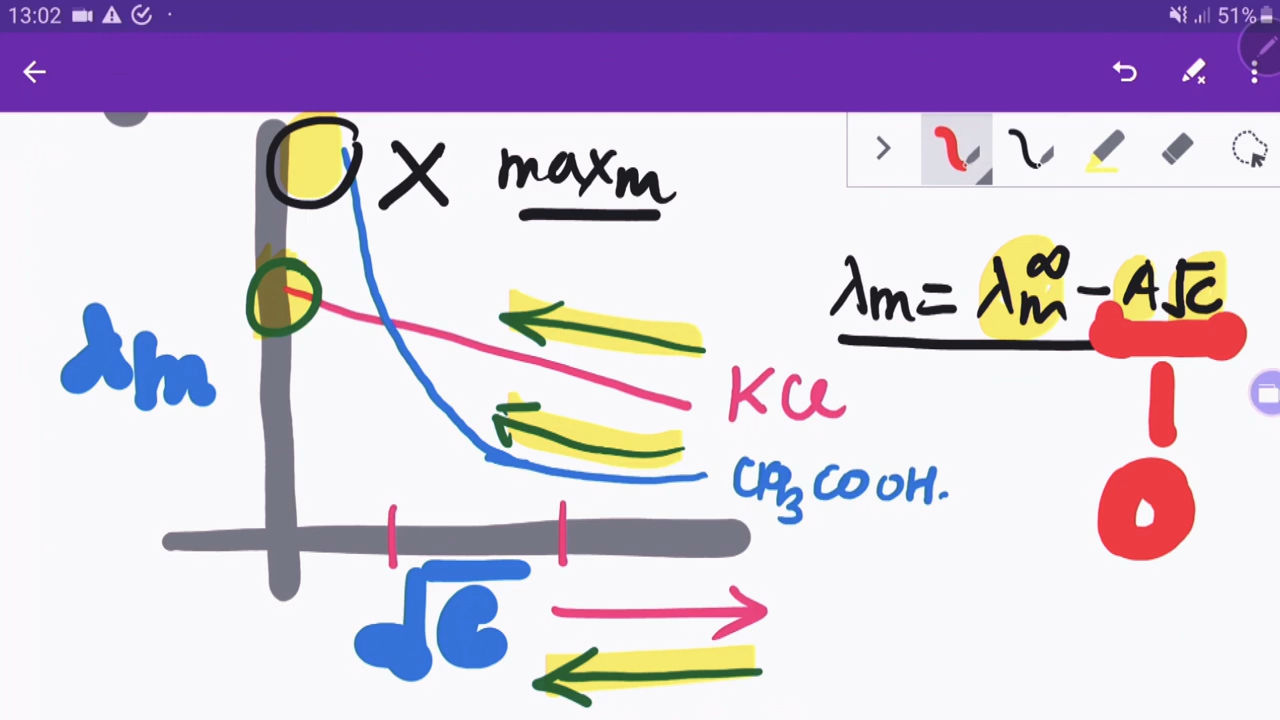 13:02
51%
X maxm
λm = λm∞ - A√C
λm
KCl
CH3COOH.
√C
0